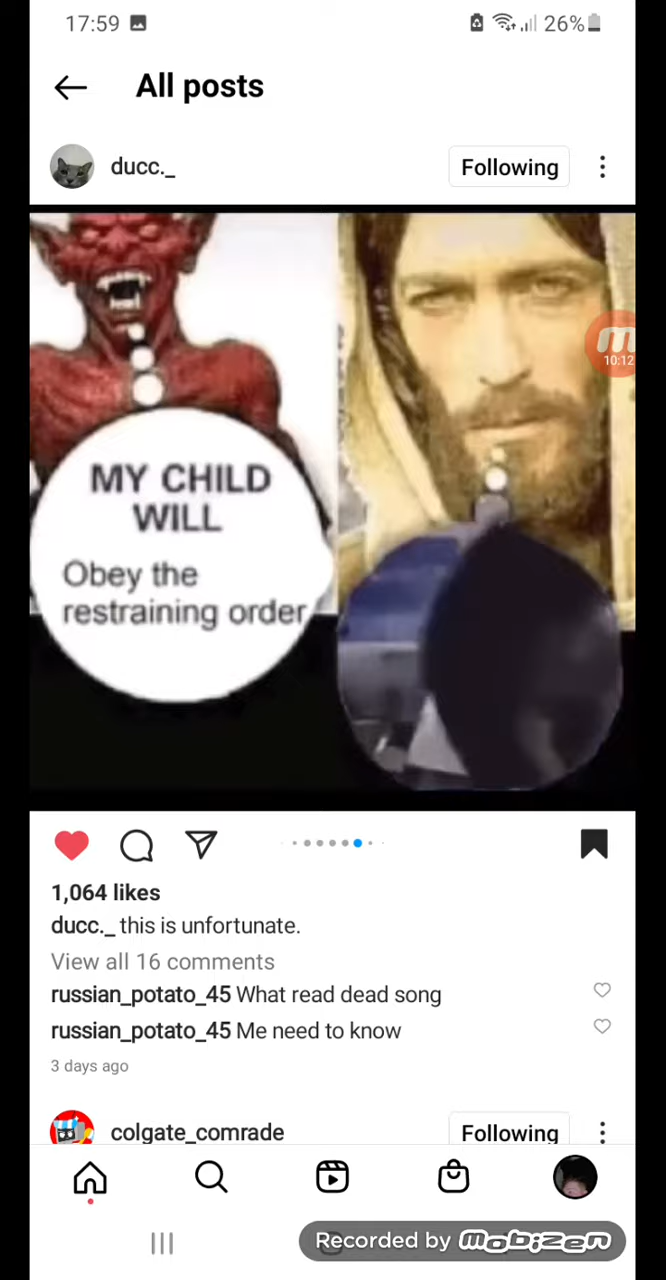 17:59 26%
All posts
ducc._ Following
10:12
MY CHILD
WILL
Obey the
restraining order
1,064 likes
ducc._ this is unfortunate.
View all 16 comments
russian_potato_45 What read dead song
russian_potato_45 Me need to know
3 days ago
colgate_comrade Following
Recorded by mobizen